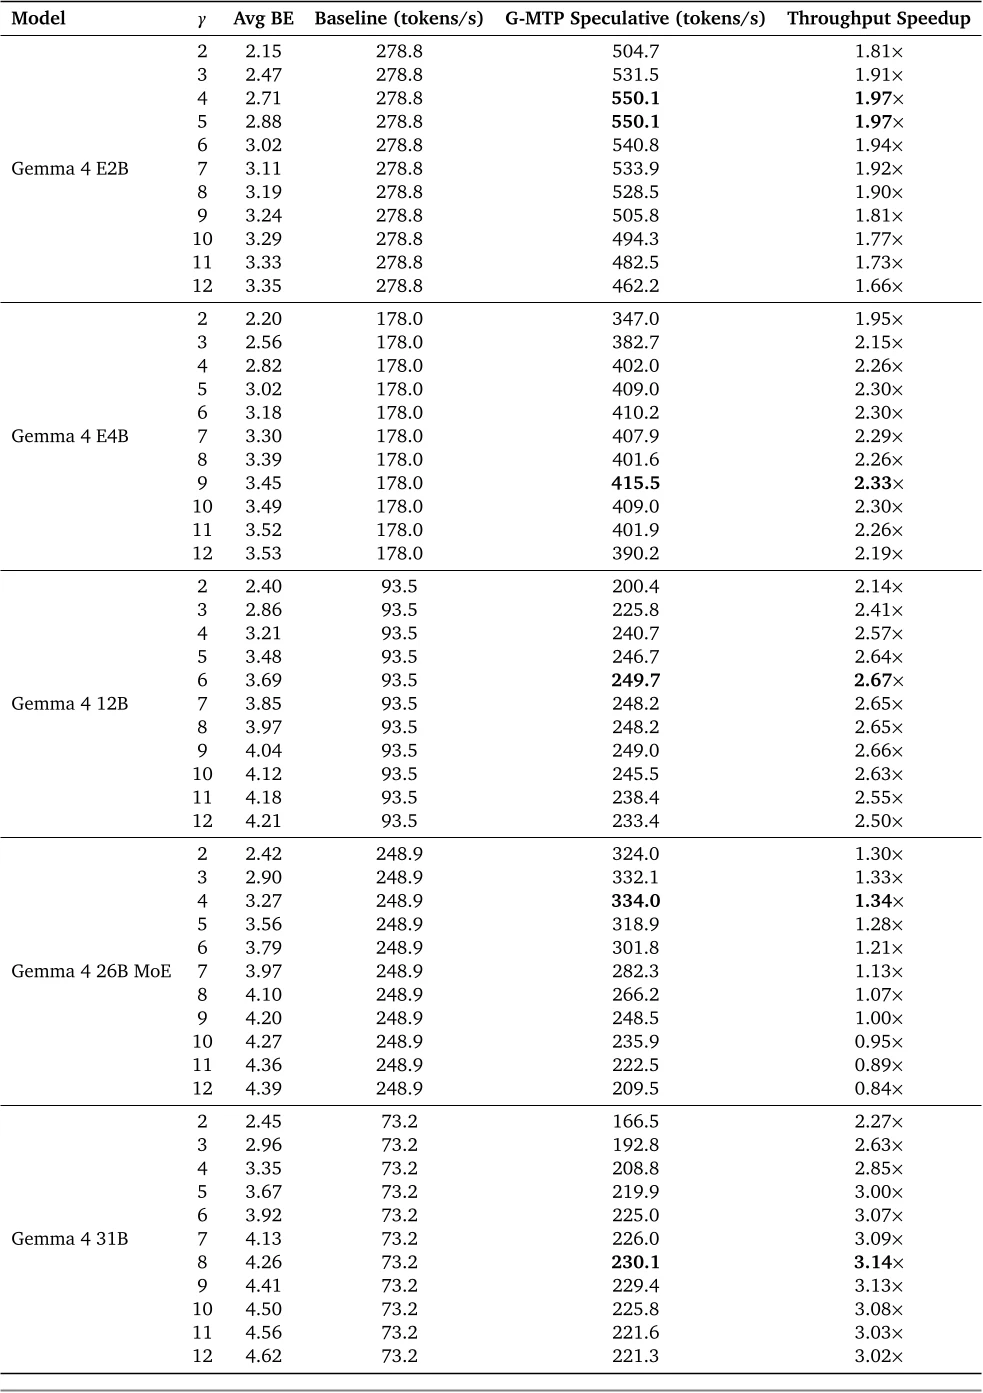 Model γ Avg BE Baseline (tokens/s) G-MTP Speculative (tokens/s) Throughput Speedup
2 2.15 278.8 504.7 1.81×
3 2.47 278.8 531.5 1.91×
4 2.71 278.8 550.1 1.97×
5 2.88 278.8 550.1 1.97×
6 3.02 278.8 540.8 1.94×
Gemma 4 E2B 7 3.11 278.8 533.9 1.92×
8 3.19 278.8 528.5 1.90×
9 3.24 278.8 505.8 1.81×
10 3.29 278.8 494.3 1.77×
11 3.33 278.8 482.5 1.73×
12 3.35 278.8 462.2 1.66×
2 2.20 178.0 347.0 1.95×
3 2.56 178.0 382.7 2.15×
4 2.82 178.0 402.0 2.26×
5 3.02 178.0 409.0 2.30×
6 3.18 178.0 410.2 2.30×
Gemma 4 E4B 7 3.30 178.0 407.9 2.29×
8 3.39 178.0 401.6 2.26×
9 3.45 178.0 415.5 2.33×
10 3.49 178.0 409.0 2.30×
11 3.52 178.0 401.9 2.26×
12 3.53 178.0 390.2 2.19×
2 2.40 93.5 200.4 2.14×
3 2.86 93.5 225.8 2.41×
4 3.21 93.5 240.7 2.57×
5 3.48 93.5 246.7 2.64×
6 3.69 93.5 249.7 2.67×
Gemma 4 12B 7 3.85 93.5 248.2 2.65×
8 3.97 93.5 248.2 2.65×
9 4.04 93.5 249.0 2.66×
10 4.12 93.5 245.5 2.63×
11 4.18 93.5 238.4 2.55×
12 4.21 93.5 233.4 2.50×
2 2.42 248.9 324.0 1.30×
3 2.90 248.9 332.1 1.33×
4 3.27 248.9 334.0 1.34×
5 3.56 248.9 318.9 1.28×
6 3.79 248.9 301.8 1.21×
Gemma 4 26B MoE 7 3.97 248.9 282.3 1.13×
8 4.10 248.9 266.2 1.07×
9 4.20 248.9 248.5 1.00×
10 4.27 248.9 235.9 0.95×
11 4.36 248.9 222.5 0.89×
12 4.39 248.9 209.5 0.84×
2 2.45 73.2 166.5 2.27×
3 2.96 73.2 192.8 2.63×
4 3.35 73.2 208.8 2.85×
5 3.67 73.2 219.9 3.00×
6 3.92 73.2 225.0 3.07×
Gemma 4 31B 7 4.13 73.2 226.0 3.09×
8 4.26 73.2 230.1 3.14×
9 4.41 73.2 229.4 3.13×
10 4.50 73.2 225.8 3.08×
11 4.56 73.2 221.6 3.03×
12 4.62 73.2 221.3 3.02×